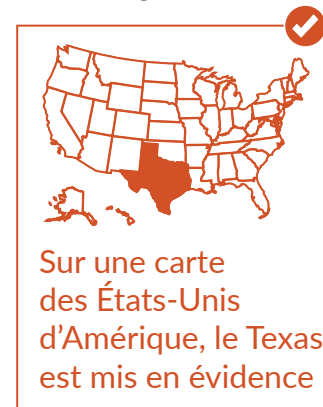 Sur une carte
des États-Unis
d’Amérique, le Texas
est mis en évidence